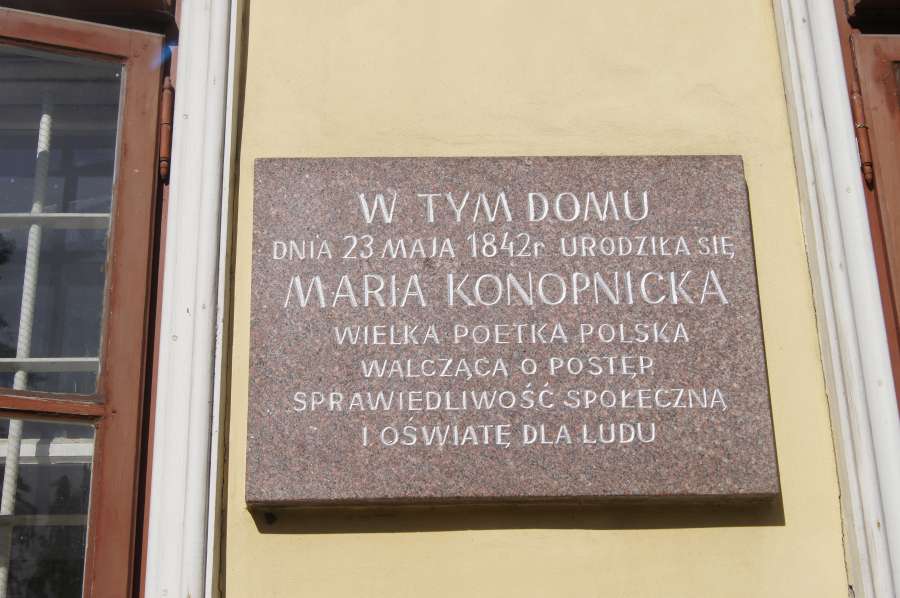 W TYM DOMU
DNIA 23 MAJA 1842r URODZIŁA SIĘ
MARIA KONOPNICKA
WIELKA POETKA POLSKA
WALCZĄCA O POSTĘP
SPRAWIEDLIWOŚĆ SPOŁECZNĄ
I OŚWIATĘ DLA LUDU